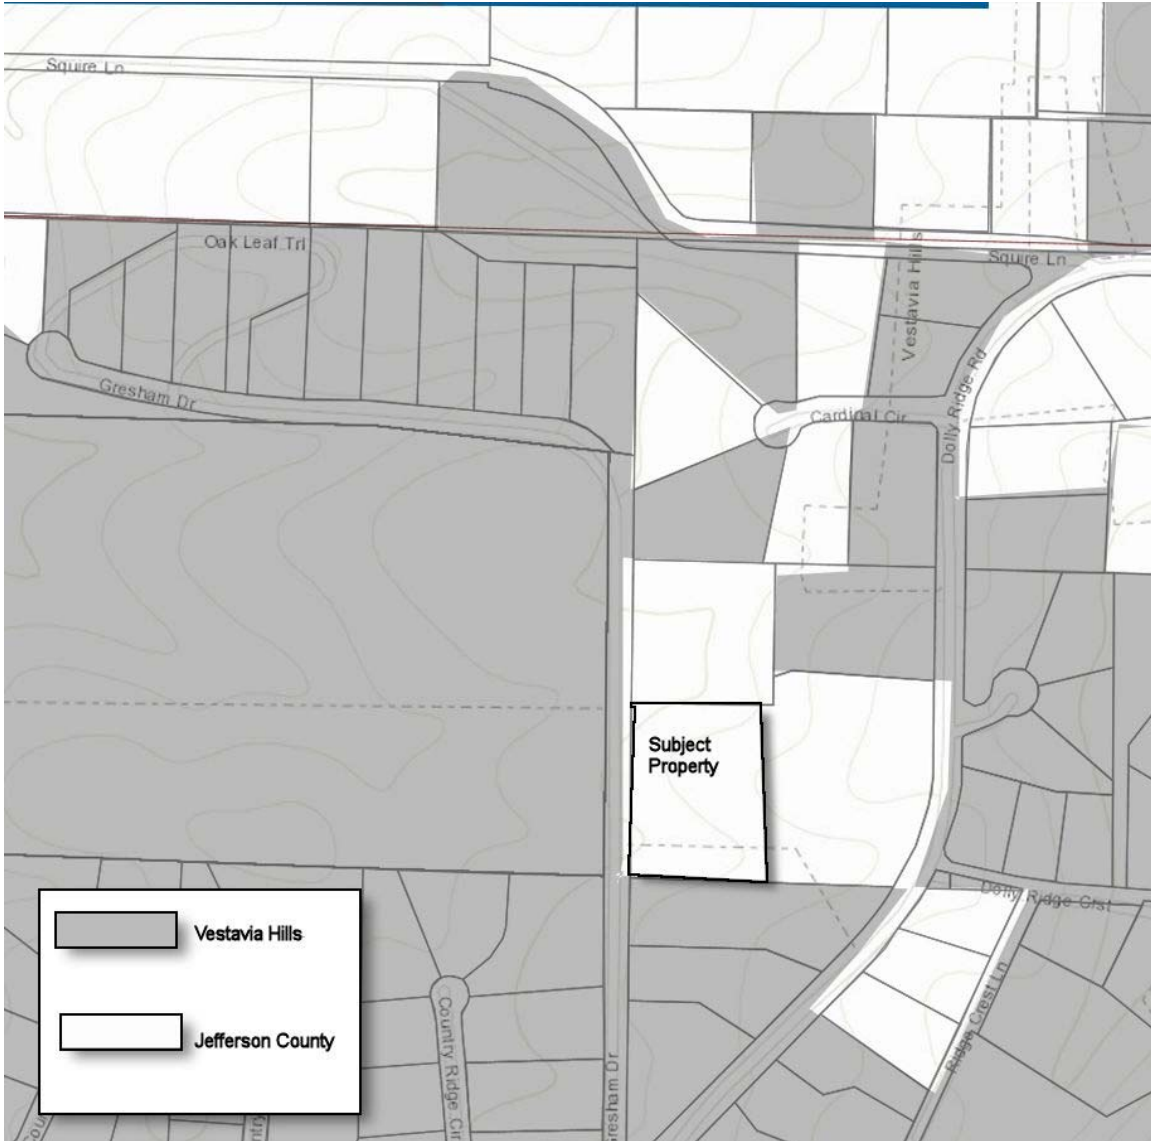 Squire Ln
Oak Leaf Trl
Squire Ln
Vestavia Hills
Gresham Dr
Cardinal Cir
Dolly Ridge Rd
Subject
Property
Dolly Ridge Crst
Vestavia Hills
Jefferson County
Country Ridge Cir
Gresham Dr
Ridge Crest Ln